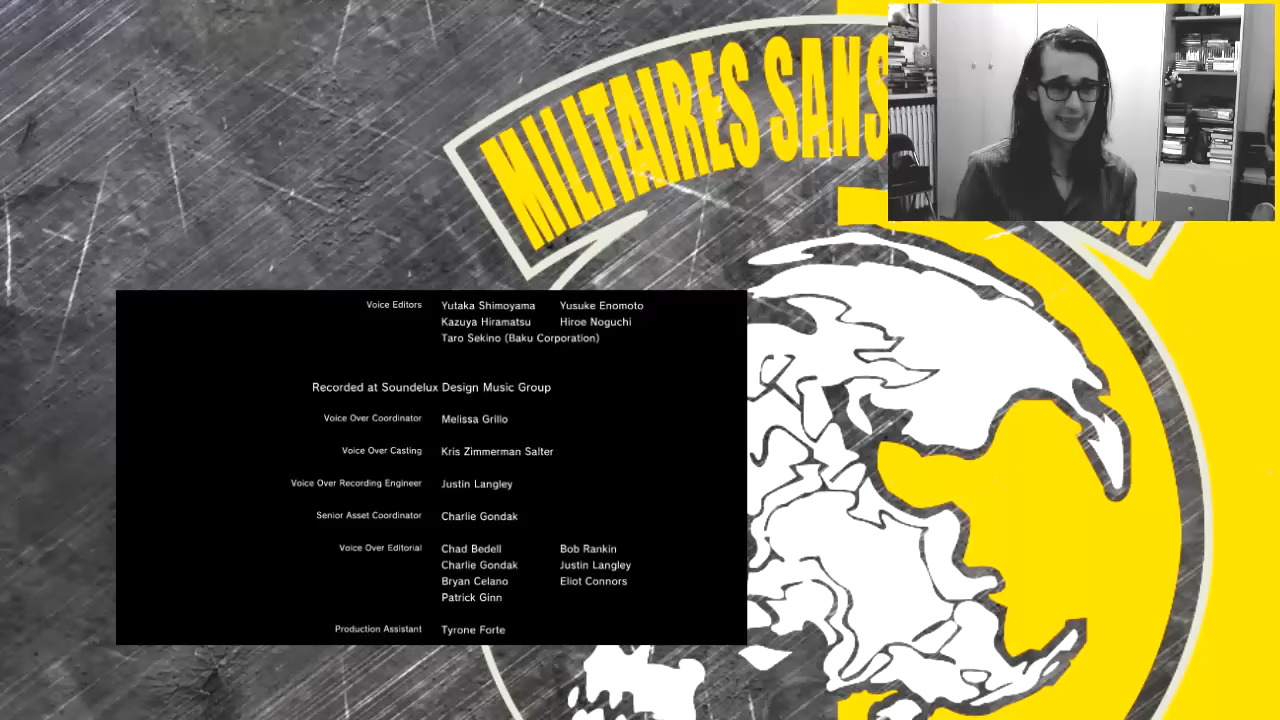 MILITAIRES SANS
Voice Editors Yutaka Shimoyama Yusuke Enomoto
Kazuya Hiramatsu Hiroe Noguchi
Taro Sekino (Baku Corporation)
Recorded at Soundelux Design Music Group
Voice Over Coordinator Melissa Grillo
Voice Over Casting Kris Zimmerman Salter
Voice Over Recording Engineer Justin Langley
Senior Asset Coordinator Charlie Gondak
Voice Over Editorial Chad Bedell Bob Rankin
Charlie Gondak Justin Langley
Bryan Celano Eliot Connors
Patrick Ginn
Production Assistant Tyrone Forte